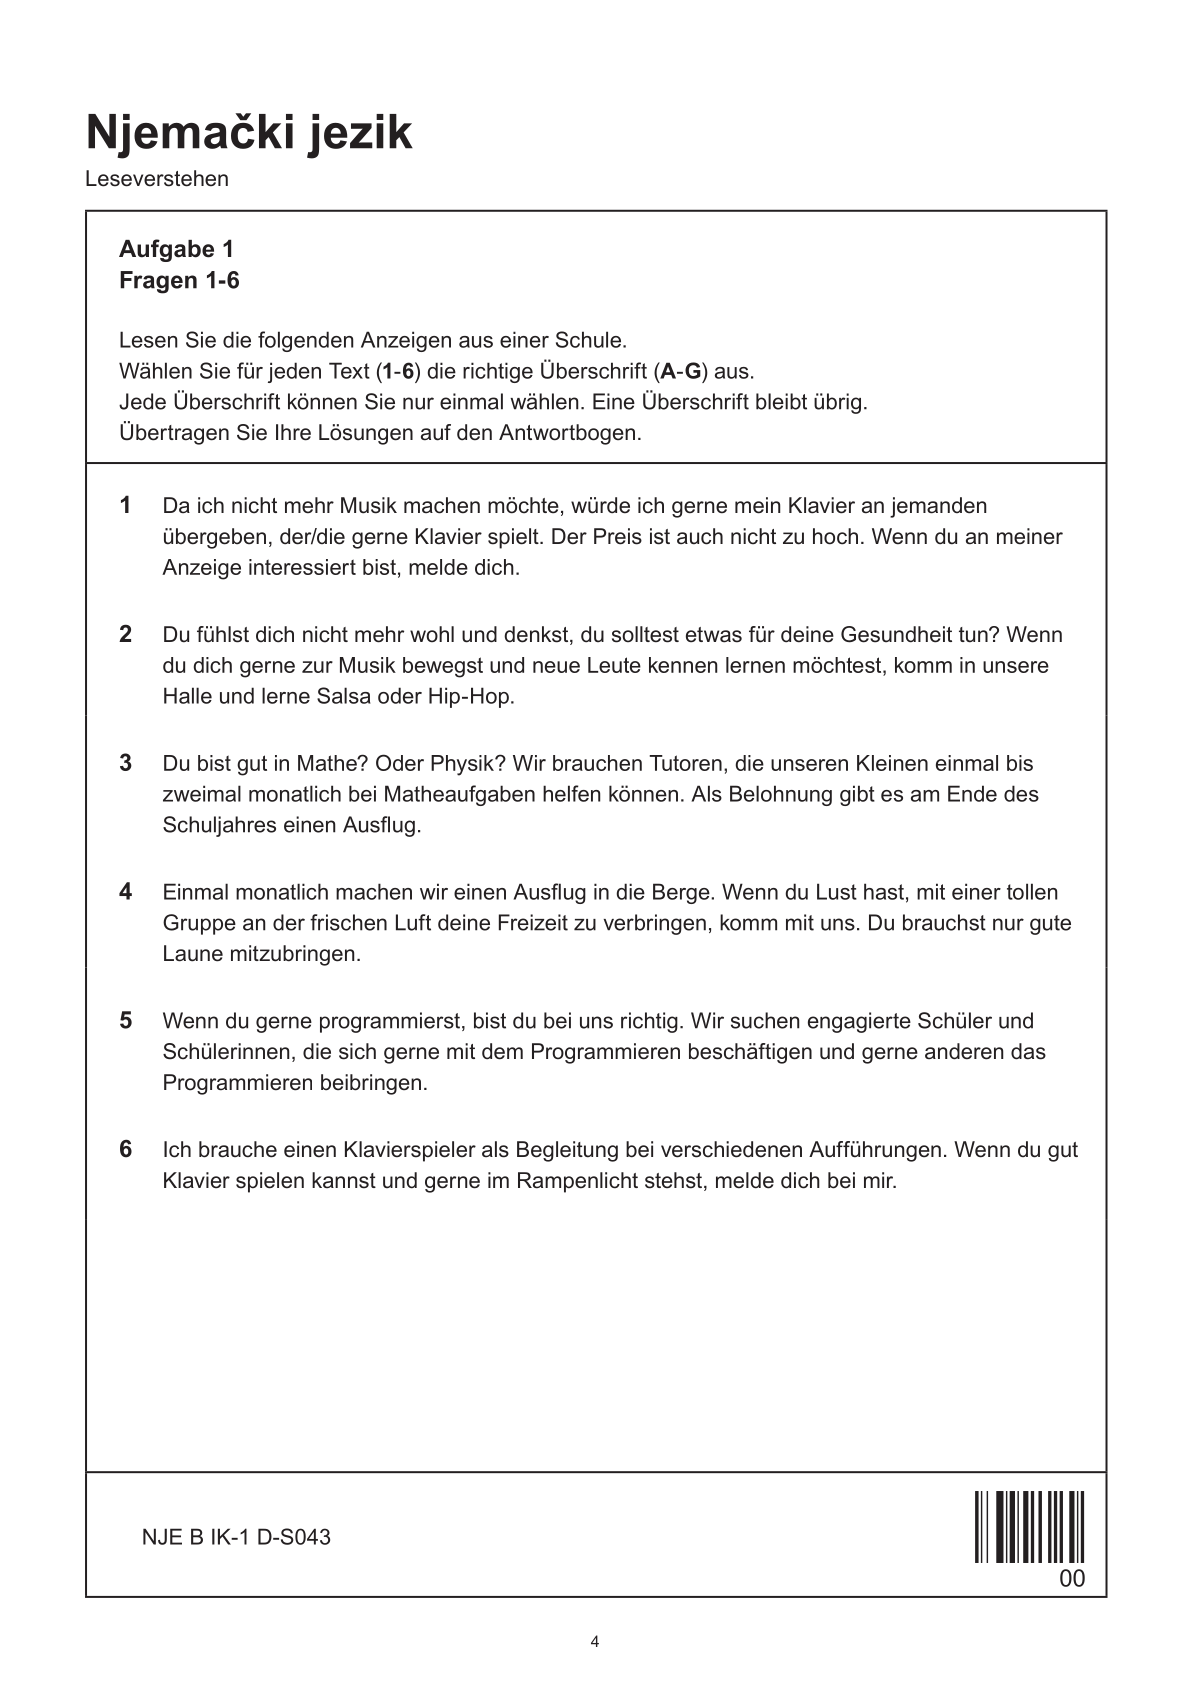 Njemački jezik
Leseverstehen
Aufgabe 1
Fragen 1-6
Lesen Sie die folgenden Anzeigen aus einer Schule.
Wählen Sie für jeden Text (1-6) die richtige Überschrift (A-G) aus.
Jede Überschrift können Sie nur einmal wählen. Eine Überschrift bleibt übrig.
Übertragen Sie Ihre Lösungen auf den Antwortbogen.
1 Da ich nicht mehr Musik machen möchte, würde ich gerne mein Klavier an jemanden
übergeben, der/die gerne Klavier spielt. Der Preis ist auch nicht zu hoch. Wenn du an meiner
Anzeige interessiert bist, melde dich.
2 Du fühlst dich nicht mehr wohl und denkst, du solltest etwas für deine Gesundheit tun? Wenn
du dich gerne zur Musik bewegst und neue Leute kennen lernen möchtest, komm in unsere
Halle und lerne Salsa oder Hip-Hop.
3 Du bist gut in Mathe? Oder Physik? Wir brauchen Tutoren, die unseren Kleinen einmal bis
zweimal monatlich bei Matheaufgaben helfen können. Als Belohnung gibt es am Ende des
Schuljahres einen Ausflug.
4 Einmal monatlich machen wir einen Ausflug in die Berge. Wenn du Lust hast, mit einer tollen
Gruppe an der frischen Luft deine Freizeit zu verbringen, komm mit uns. Du brauchst nur gute
Laune mitzubringen.
5 Wenn du gerne programmierst, bist du bei uns richtig. Wir suchen engagierte Schüler und
Schülerinnen, die sich gerne mit dem Programmieren beschäftigen und gerne anderen das
Programmieren beibringen.
6 Ich brauche einen Klavierspieler als Begleitung bei verschiedenen Aufführungen. Wenn du gut
Klavier spielen kannst und gerne im Rampenlicht stehst, melde dich bei mir.
NJE B IK-1 D-S043
00
4